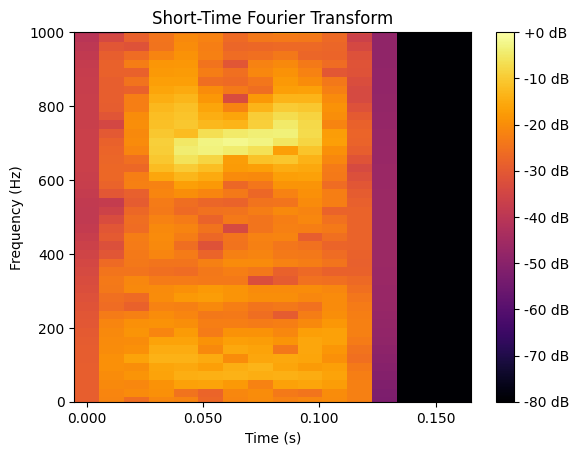 Short-Time Fourier Transform
1000
800
600
400
200
0
Frequency (Hz)
0.000
0.050
0.100
0.150
Time (s)
+0 dB
-10 dB
-20 dB
-30 dB
-40 dB
-50 dB
-60 dB
-70 dB
-80 dB